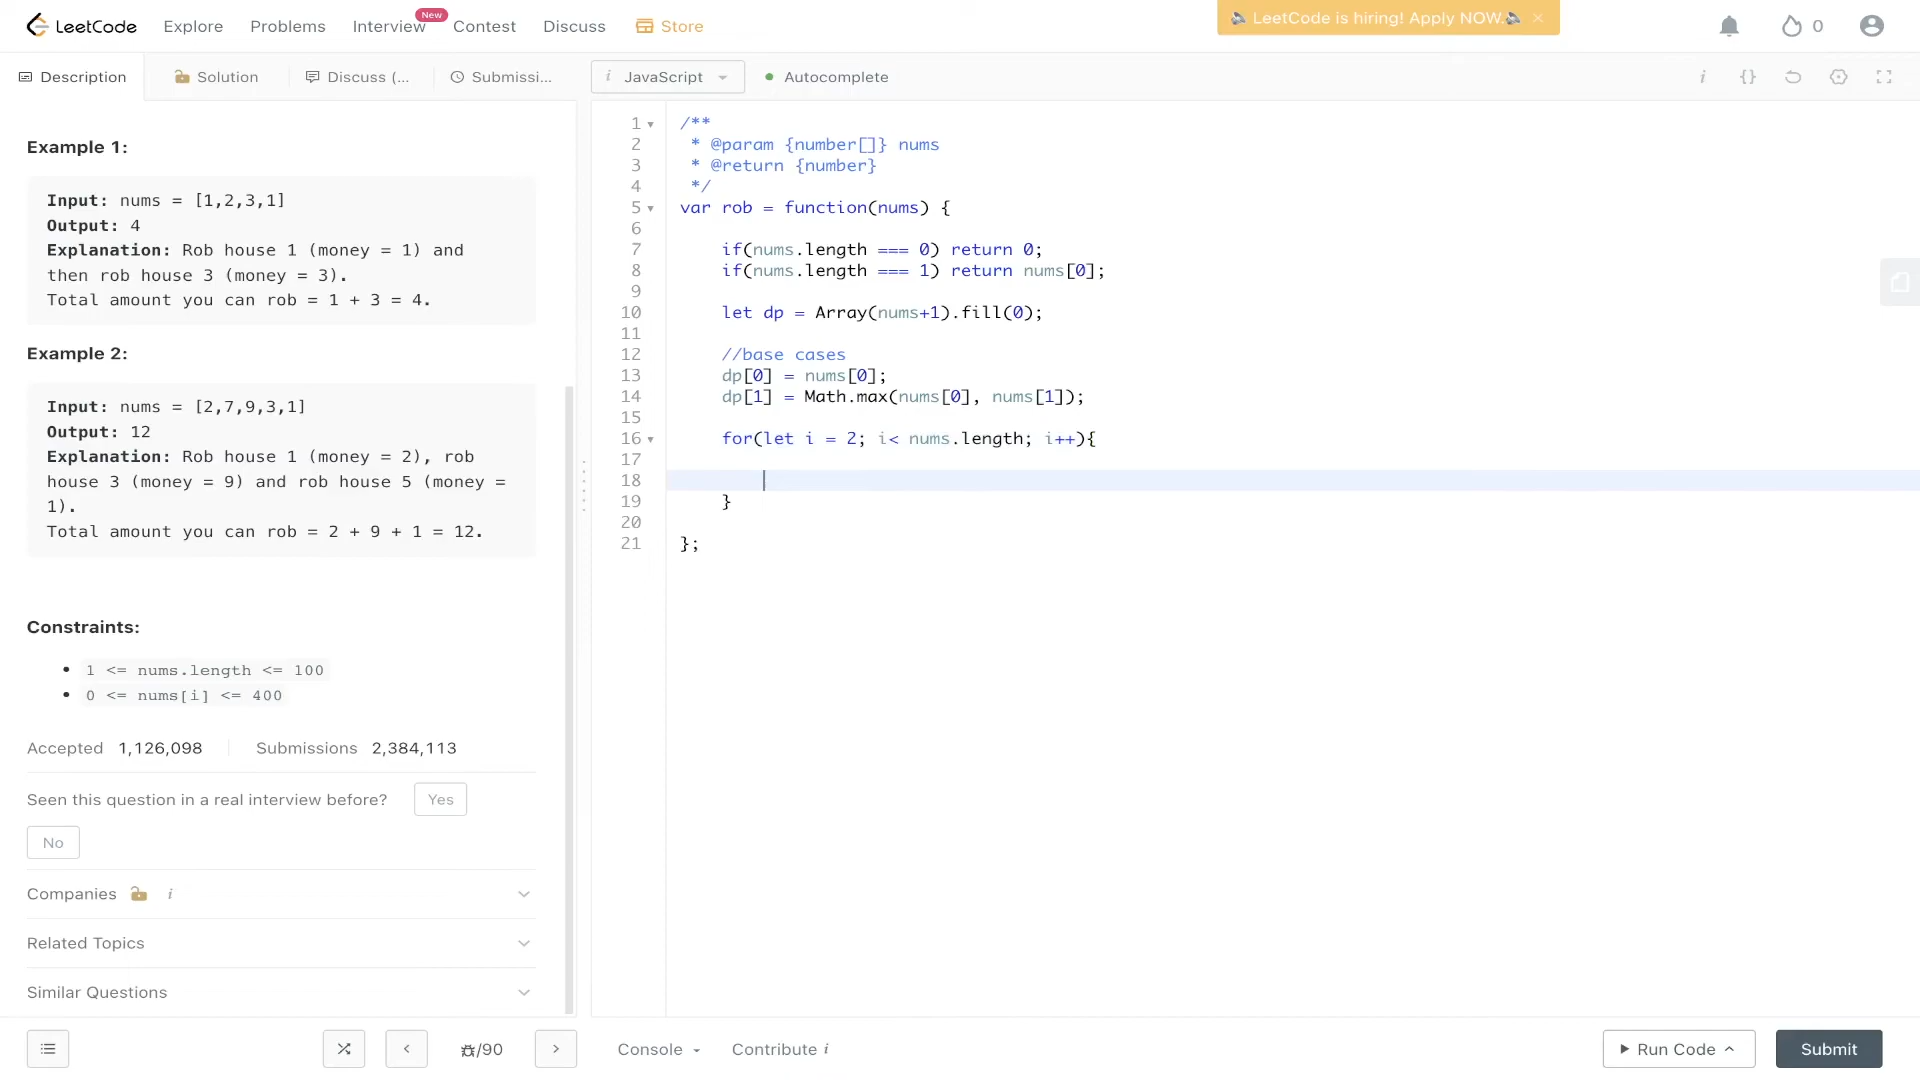 LeetCode Explore Problems Interview New Contest Discuss Store LeetCode is hiring! Apply NOW. × 0
Description Solution Discuss (... Submissi... i JavaScript Autocomplete i {}
Example 1:
Input: nums = [1,2,3,1]
Output: 4
Explanation: Rob house 1 (money = 1) and
then rob house 3 (money = 3).
Total amount you can rob = 1 + 3 = 4.
Example 2:
Input: nums = [2,7,9,3,1]
Output: 12
Explanation: Rob house 1 (money = 2), rob
house 3 (money = 9) and rob house 5 (money =
1).
Total amount you can rob = 2 + 9 + 1 = 12.
Constraints:
1 <= nums.length <= 100
0 <= nums[i] <= 400
Accepted 1,126,098 Submissions 2,384,113
Seen this question in a real interview before? Yes
No
Companies i
Related Topics
Similar Questions
1 /**
2 * @param {number[]} nums
3 * @return {number}
4 */
5 var rob = function(nums) {
6
7 if(nums.length === 0) return 0;
8 if(nums.length === 1) return nums[0];
9
10 let dp = Array(nums+1).fill(0);
11
12 //base cases
13 dp[0] = nums[0];
14 dp[1] = Math.max(nums[0], nums[1]);
15
16 for(let i = 2; i< nums.length; i++){
17
18
19 }
20
21 };
/90 Console Contribute i Run Code Submit